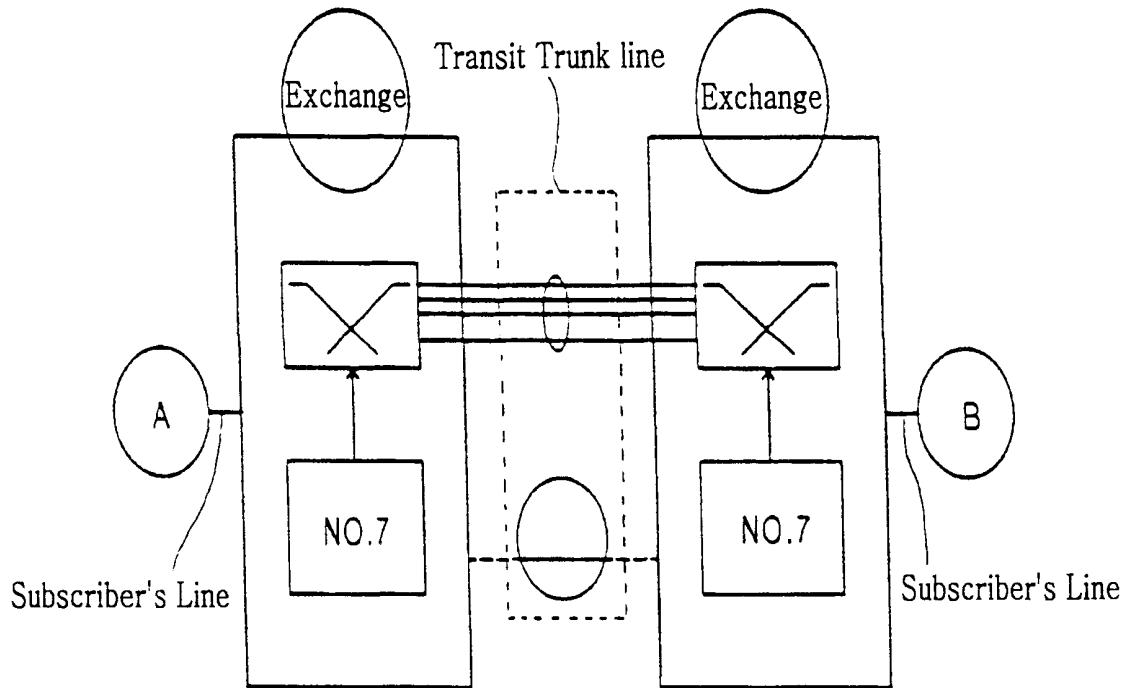 Transit Trunk line
Exchange
Exchange
A
B
NO.7
NO.7
Subscriber's Line
Subscriber's Line